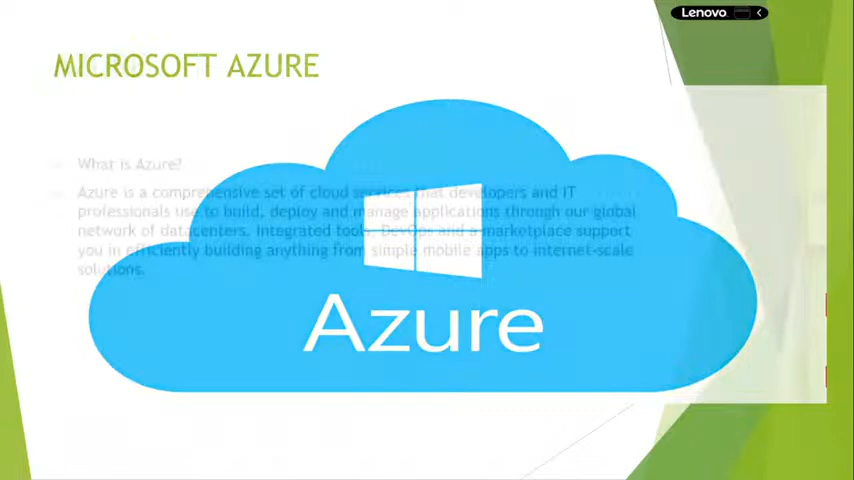 Lenovo
MICROSOFT AZURE
What is Azure?
Azure is a comprehensive set of cloud services that developers and IT
professionals use to build, deploy and manage applications through our global
network of datacenters. Integrated tools, DevOps and a marketplace support
you in efficiently building anything from simple mobile apps to internet-scale
solutions.
Azure